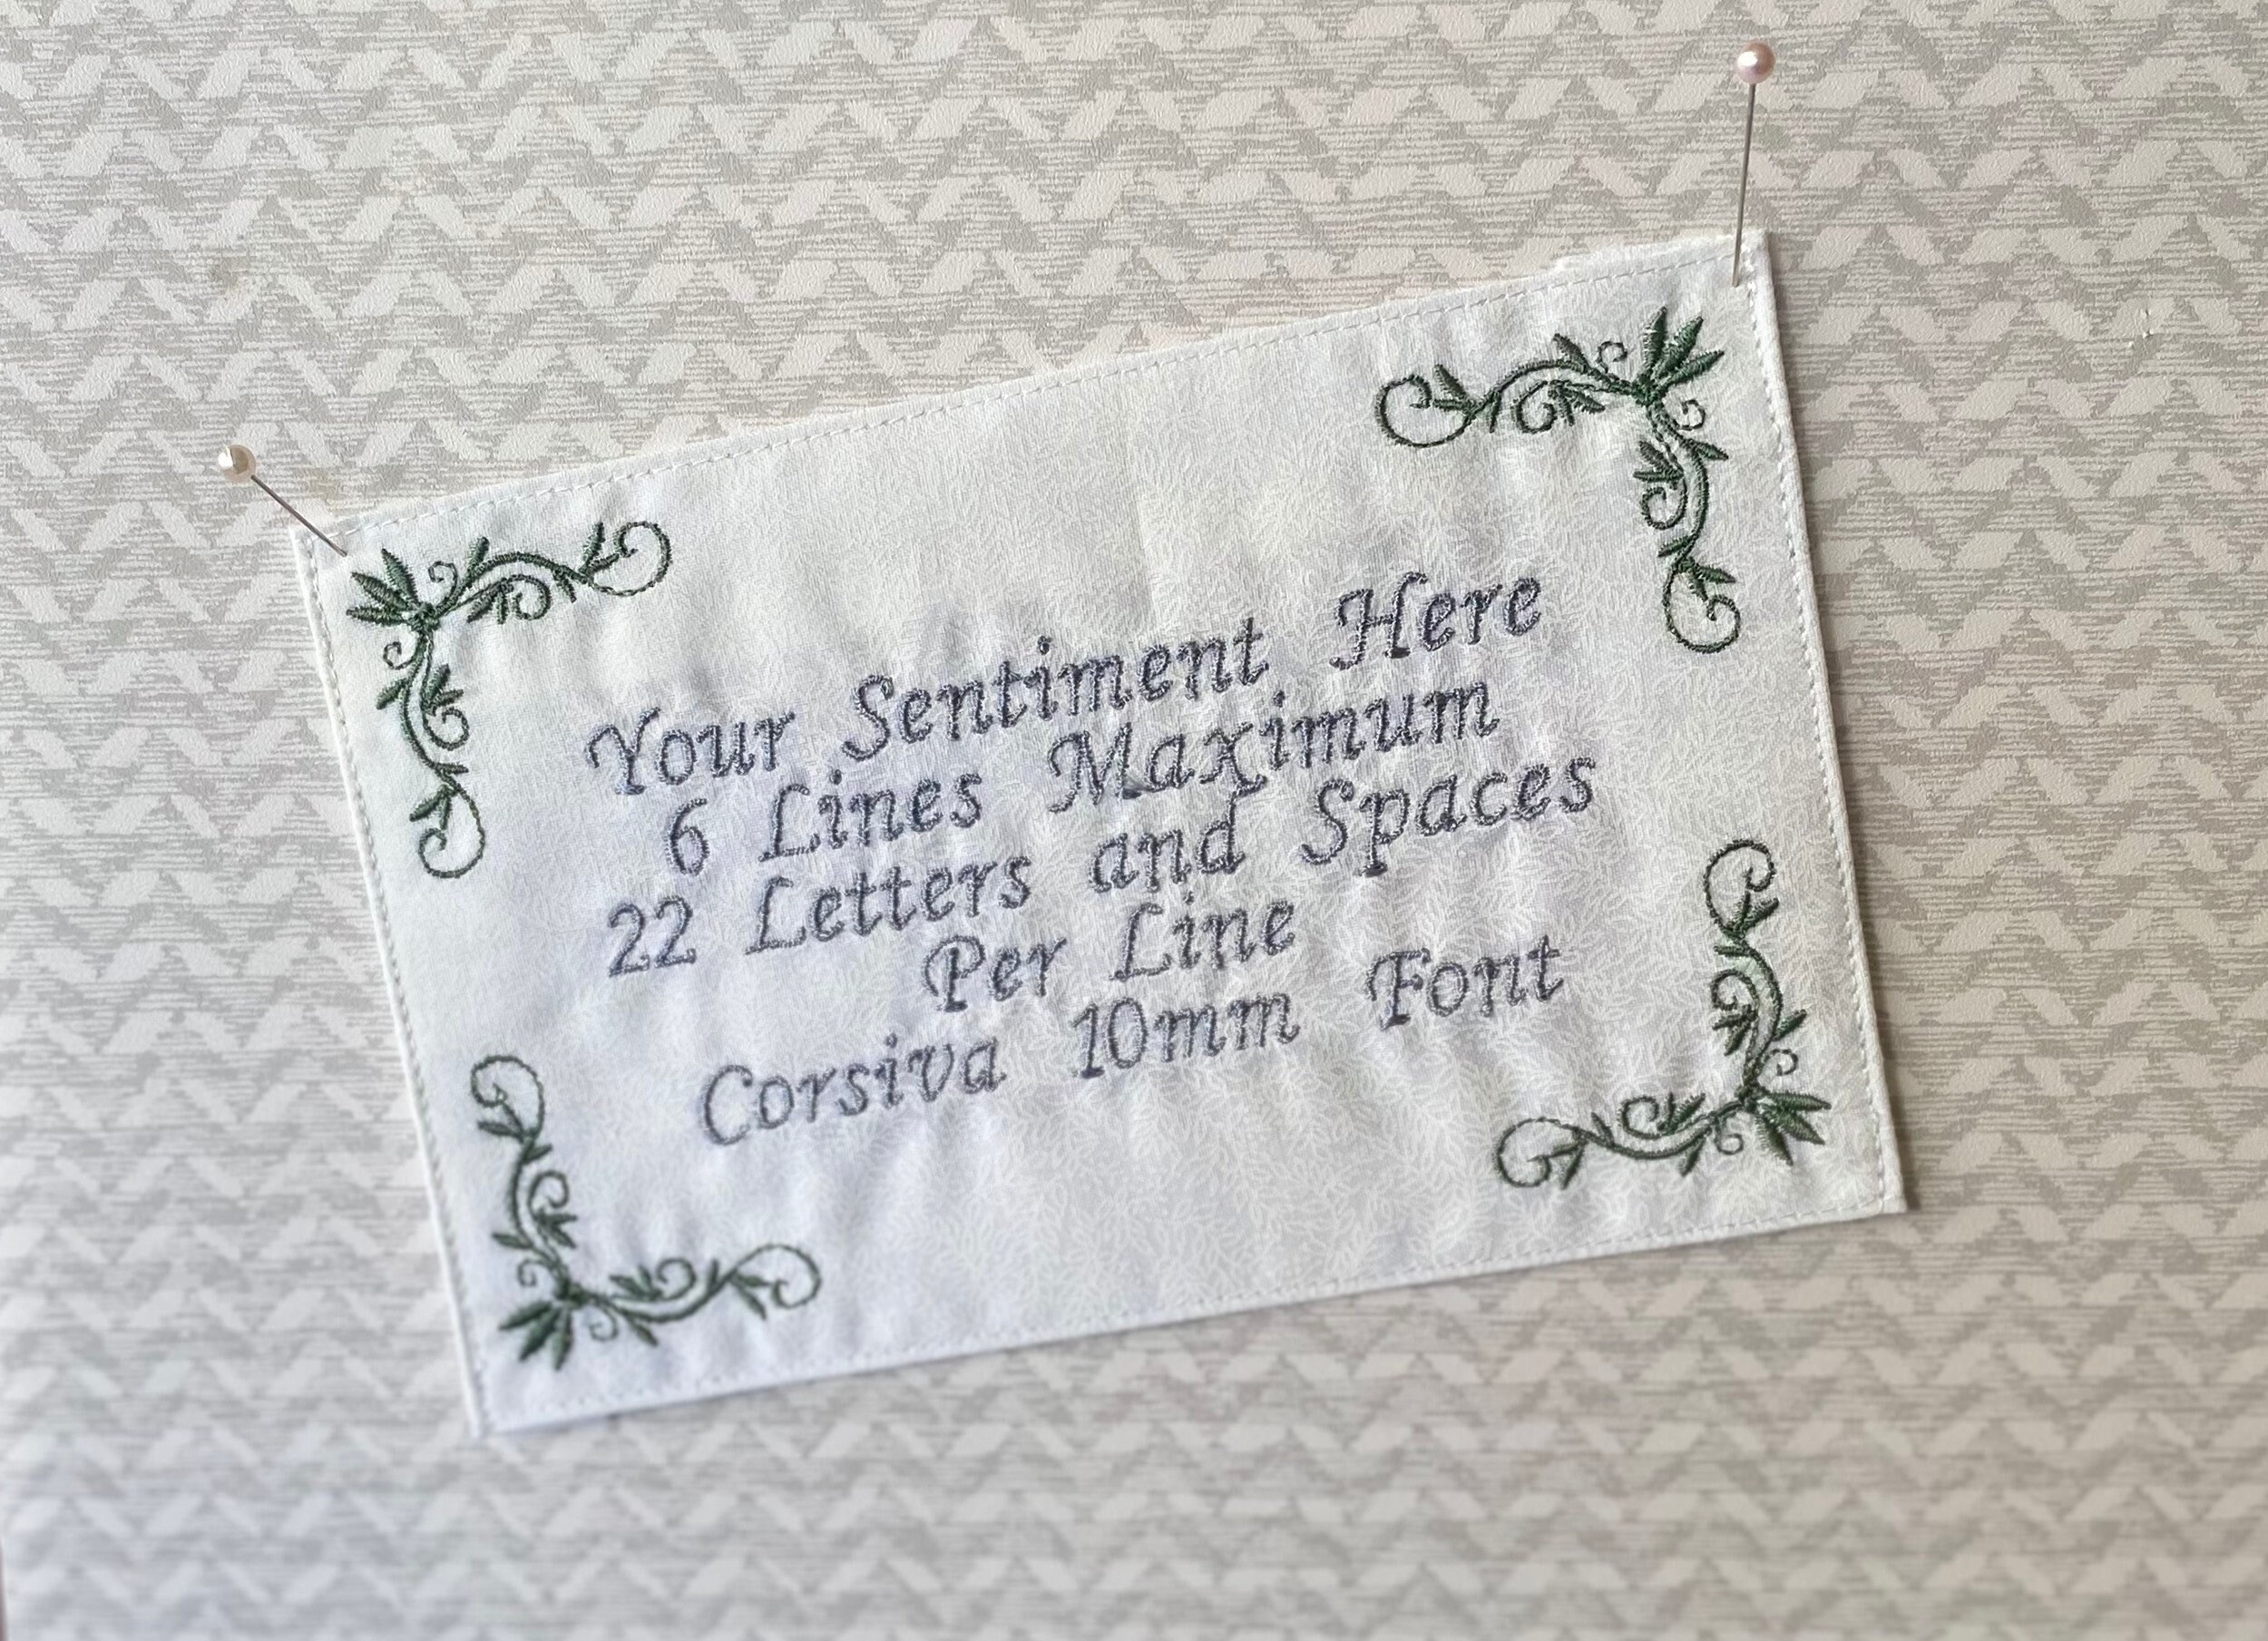 Your Sentiment Here
6 Lines Maximum
22 Letters and Spaces
Per Line
Corsiva 10mm Font